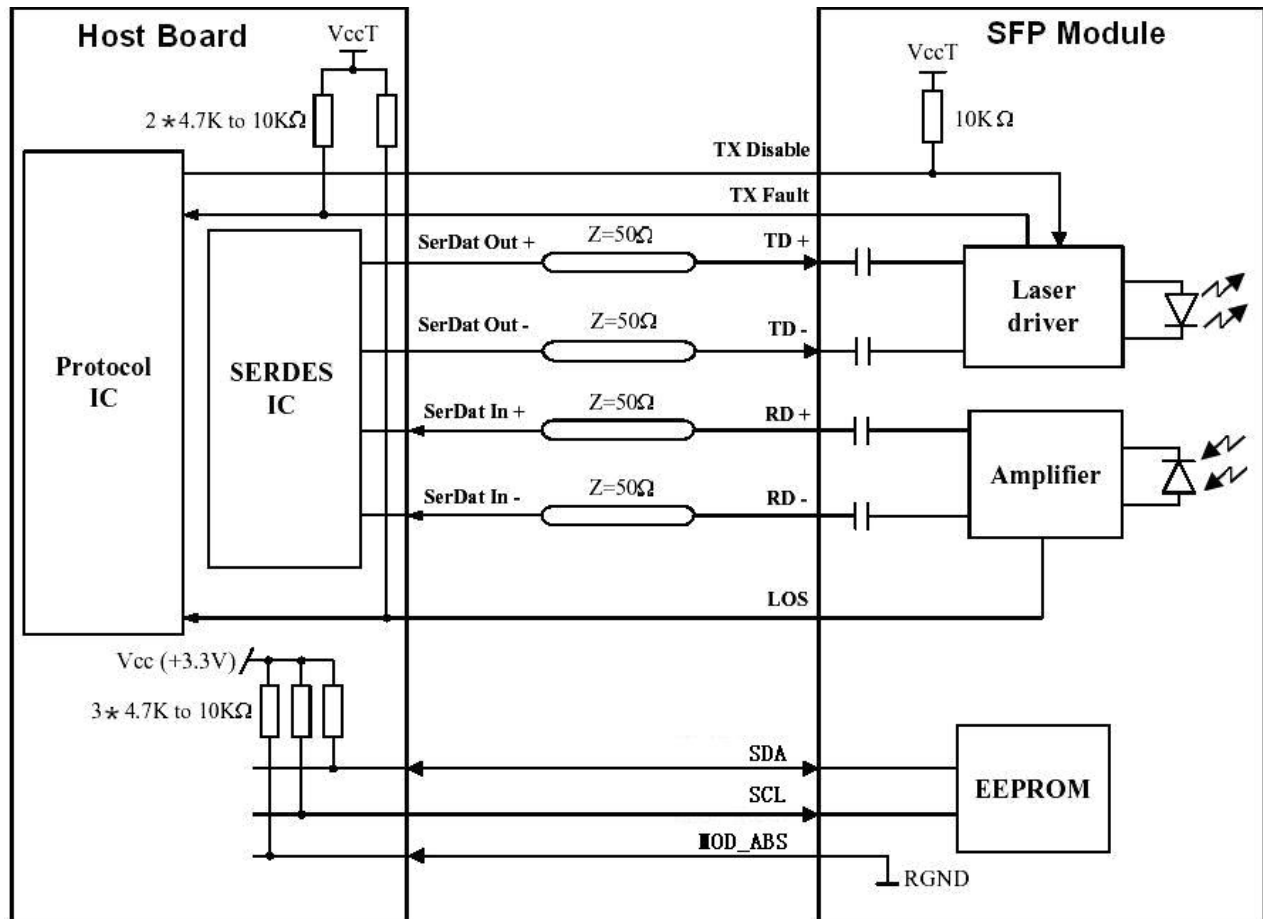 Host Board
SFP Module
VccT
VccT
2*4.7K to 10KΩ
10KΩ
TX Disable
TX Fault
SerDat Out +
Z=50Ω
TD +
SerDat Out -
Z=50Ω
TD -
Laser
driver
Protocol
IC
SERDES
IC
SerDat In +
Z=50Ω
RD +
SerDat In -
Z=50Ω
RD -
Amplifier
LOS
Vcc (+3.3V)
3*4.7K to 10KΩ
SDA
SCL
MOD_ABS
EEPROM
RGND